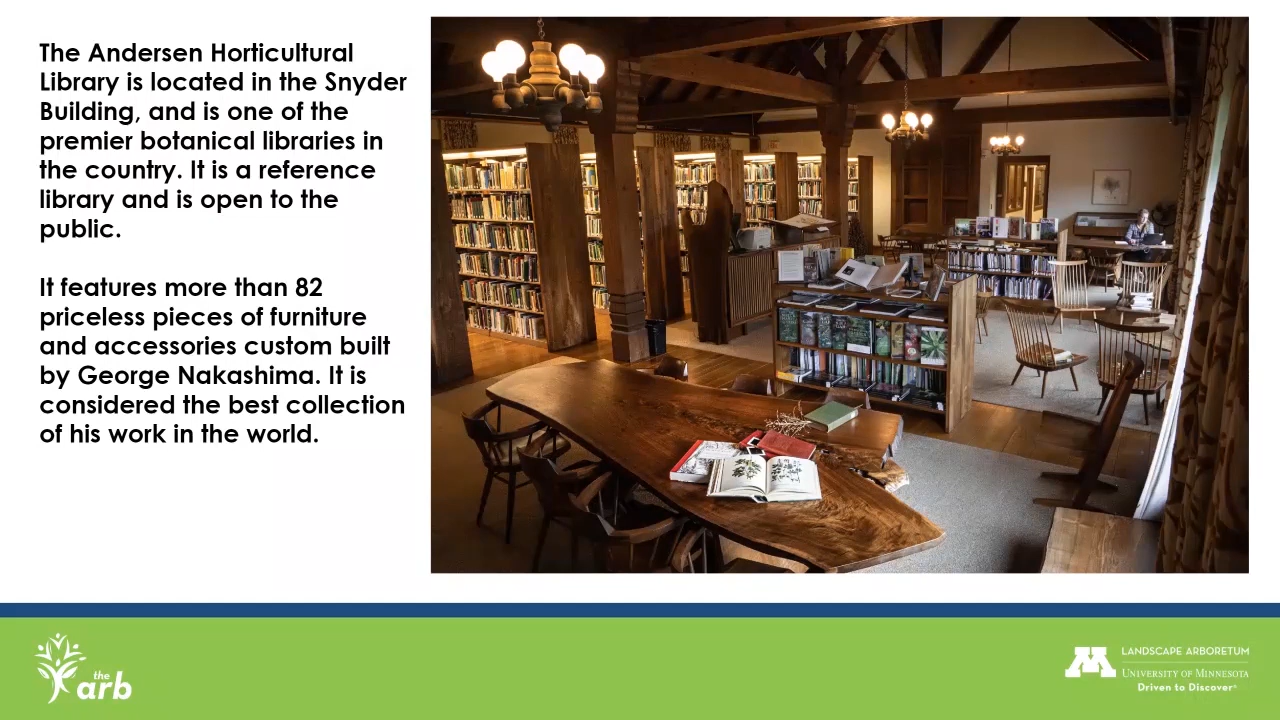 The Andersen Horticultural
Library is located in the Snyder
Building, and is one of the
premier botanical libraries in
the country. It is a reference
library and is open to the
public.
It features more than 82
priceless pieces of furniture
and accessories custom built
by George Nakashima. It is
considered the best collection
of his work in the world.
the
arb
M
LANDSCAPE ARBORETUM
UNIVERSITY OF MINNESOTA
Driven to Discover